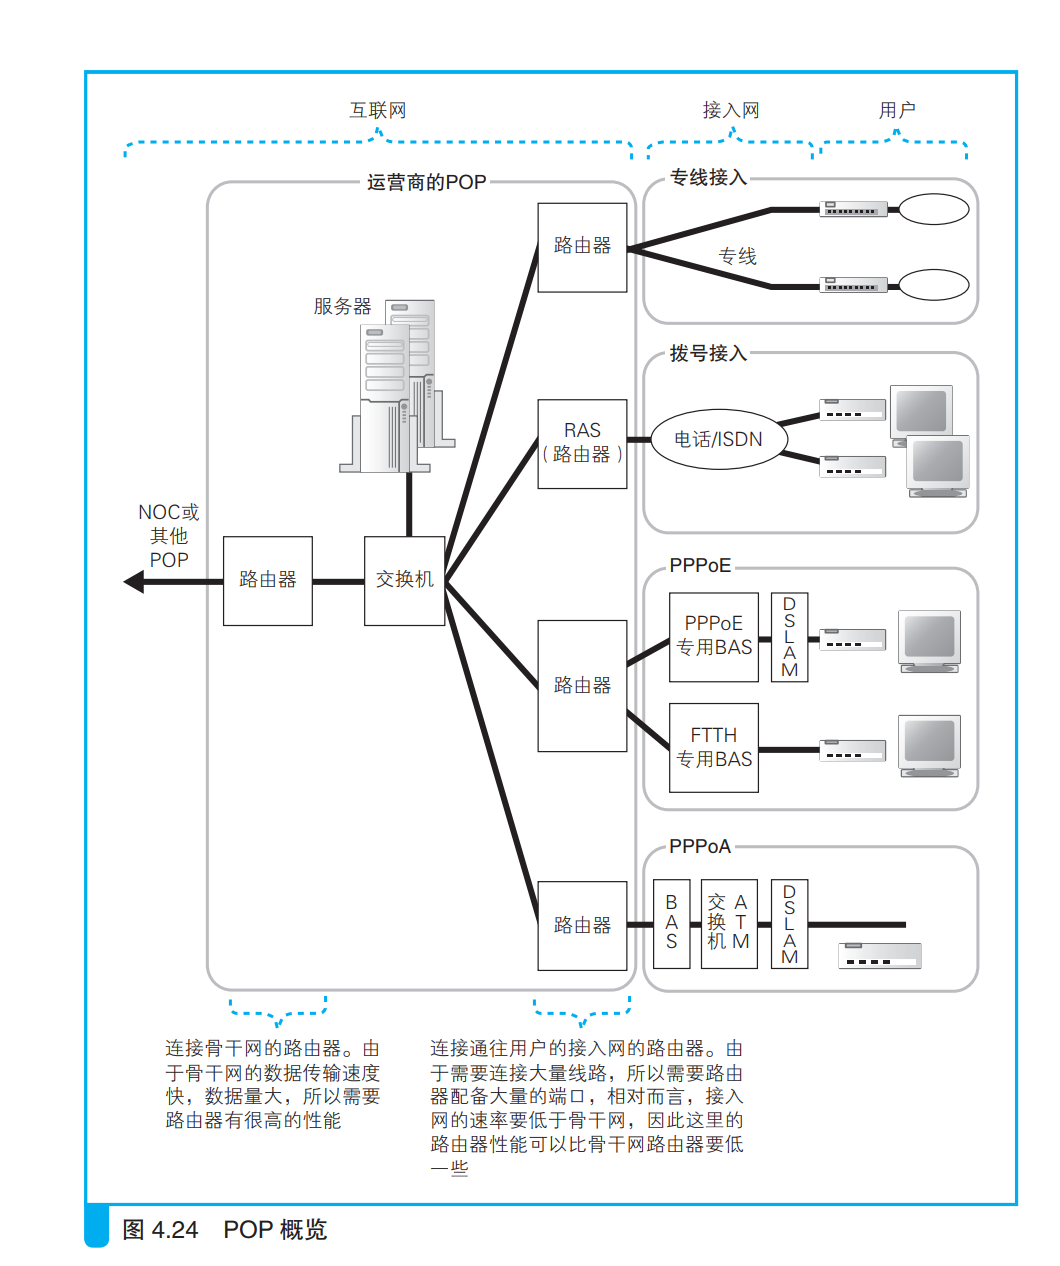 互联网
接入网
用户
运营商的POP
专线接入
路由器
专线
服务器
拨号接入
RAS
（路由器）
电话/ISDN
NOC或
其他
POP
路由器
交换机
PPPoE
PPPoE
专用BAS
DSLAM
路由器
FTTH
专用BAS
PPPoA
路由器
BAS
ATM
交换机
DSLAM
连接骨干网的路由器。由
于骨干网的数据传输速度
快，数据量大，所以需要
路由器有很高的性能
连接通往用户的接入网的路由器。由
于需要连接大量线路，所以需要路由
器配备大量的端口，相对而言，接入
网的速率要低于骨干网，因此这里的
路由器性能可以比骨干网路由器要低
一些
图 4.24 POP 概览